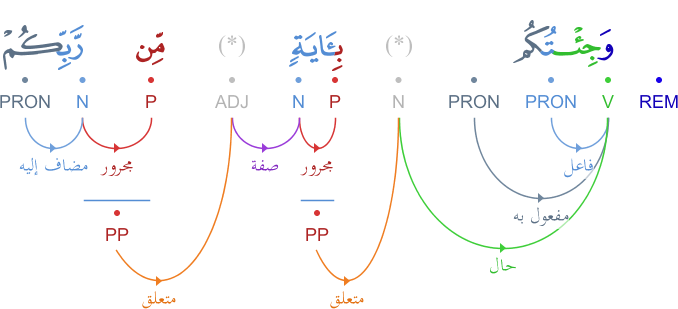 وَجِئْتُكُم (*) بِـَٔايَةٍ (*) مِّن رَّبِّكُمْ
REM V PRON PRON N P N ADJ P N PRON
فاعل مجرور صفة مجرور مضاف إليه
مفعول به
PP PP
حال
متعلق متعلق